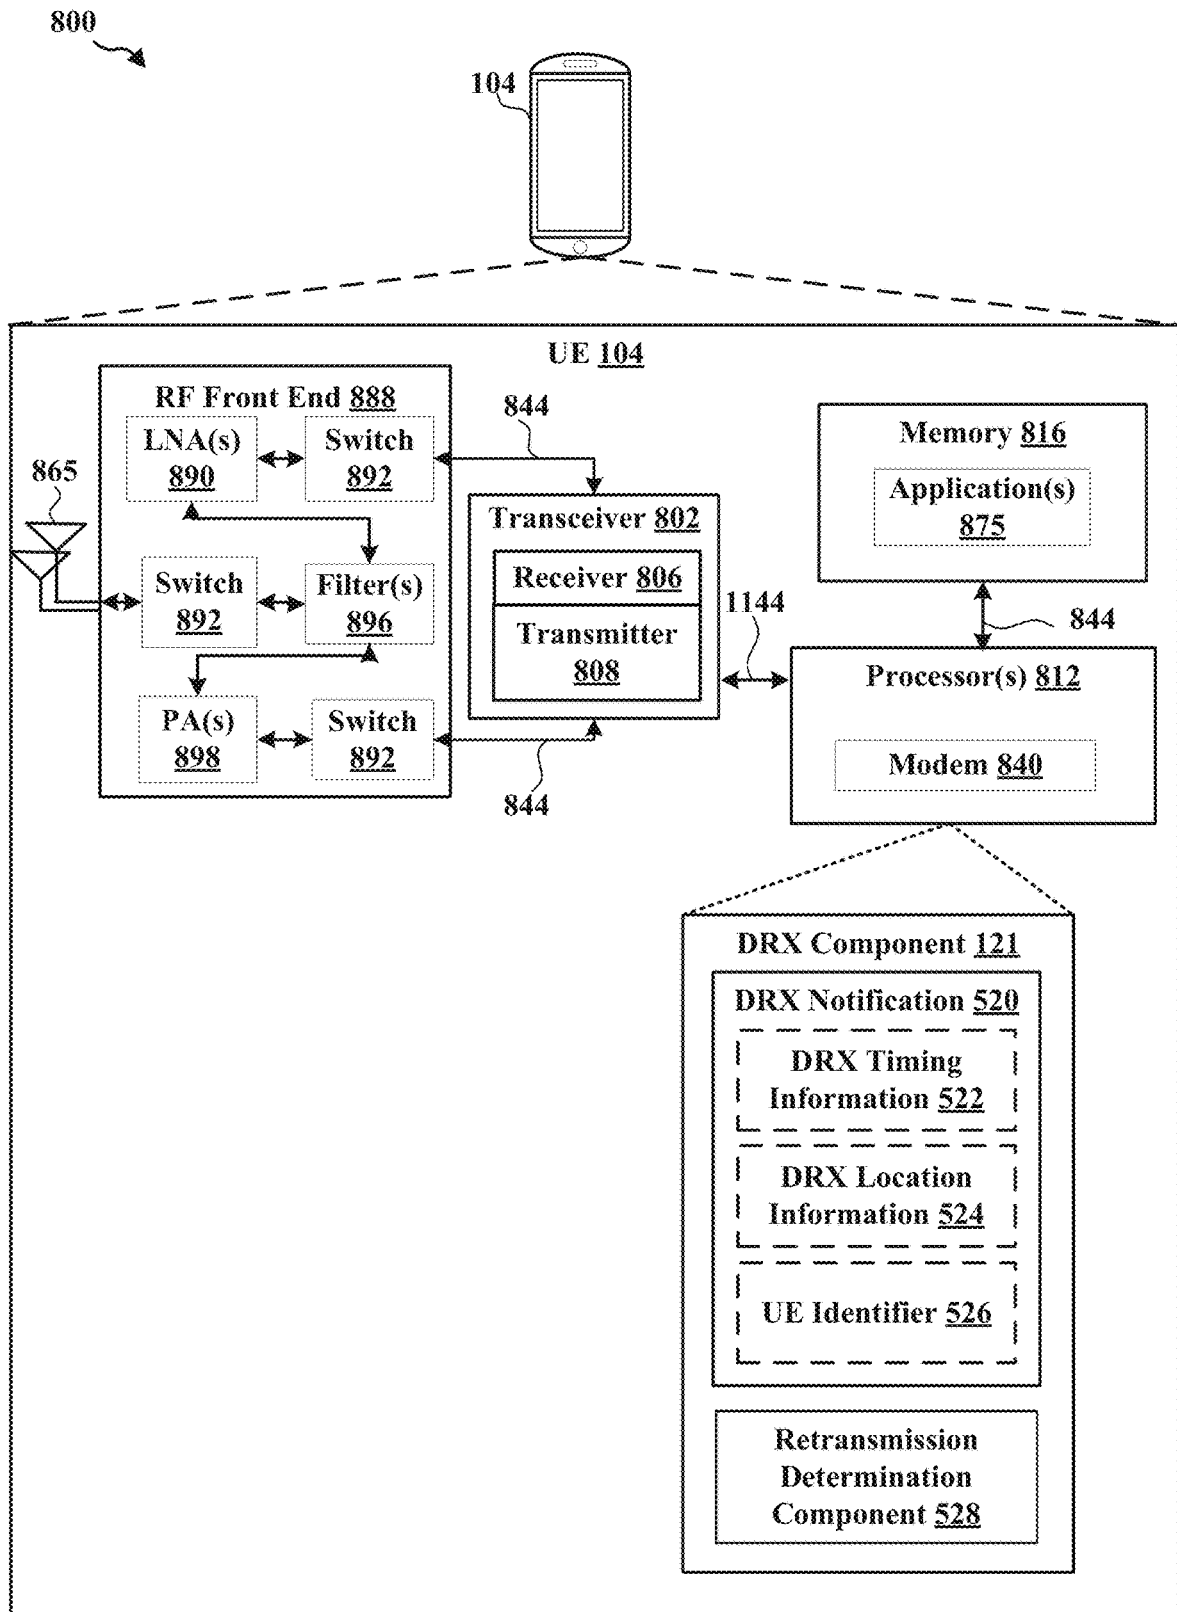 800
104
UE 104
RF Front End 888
LNA(s)
890
Switch
892
844
865
Switch
892
Filter(s)
896
PA(s)
898
Switch
892
844
Transceiver 802
Receiver 806
Transmitter
808
1144
Memory 816
Application(s)
875
844
Processor(s) 812
Modem 840
DRX Component 121
DRX Notification 520
DRX Timing
Information 522
DRX Location
Information 524
UE Identifier 526
Retransmission
Determination
Component 528